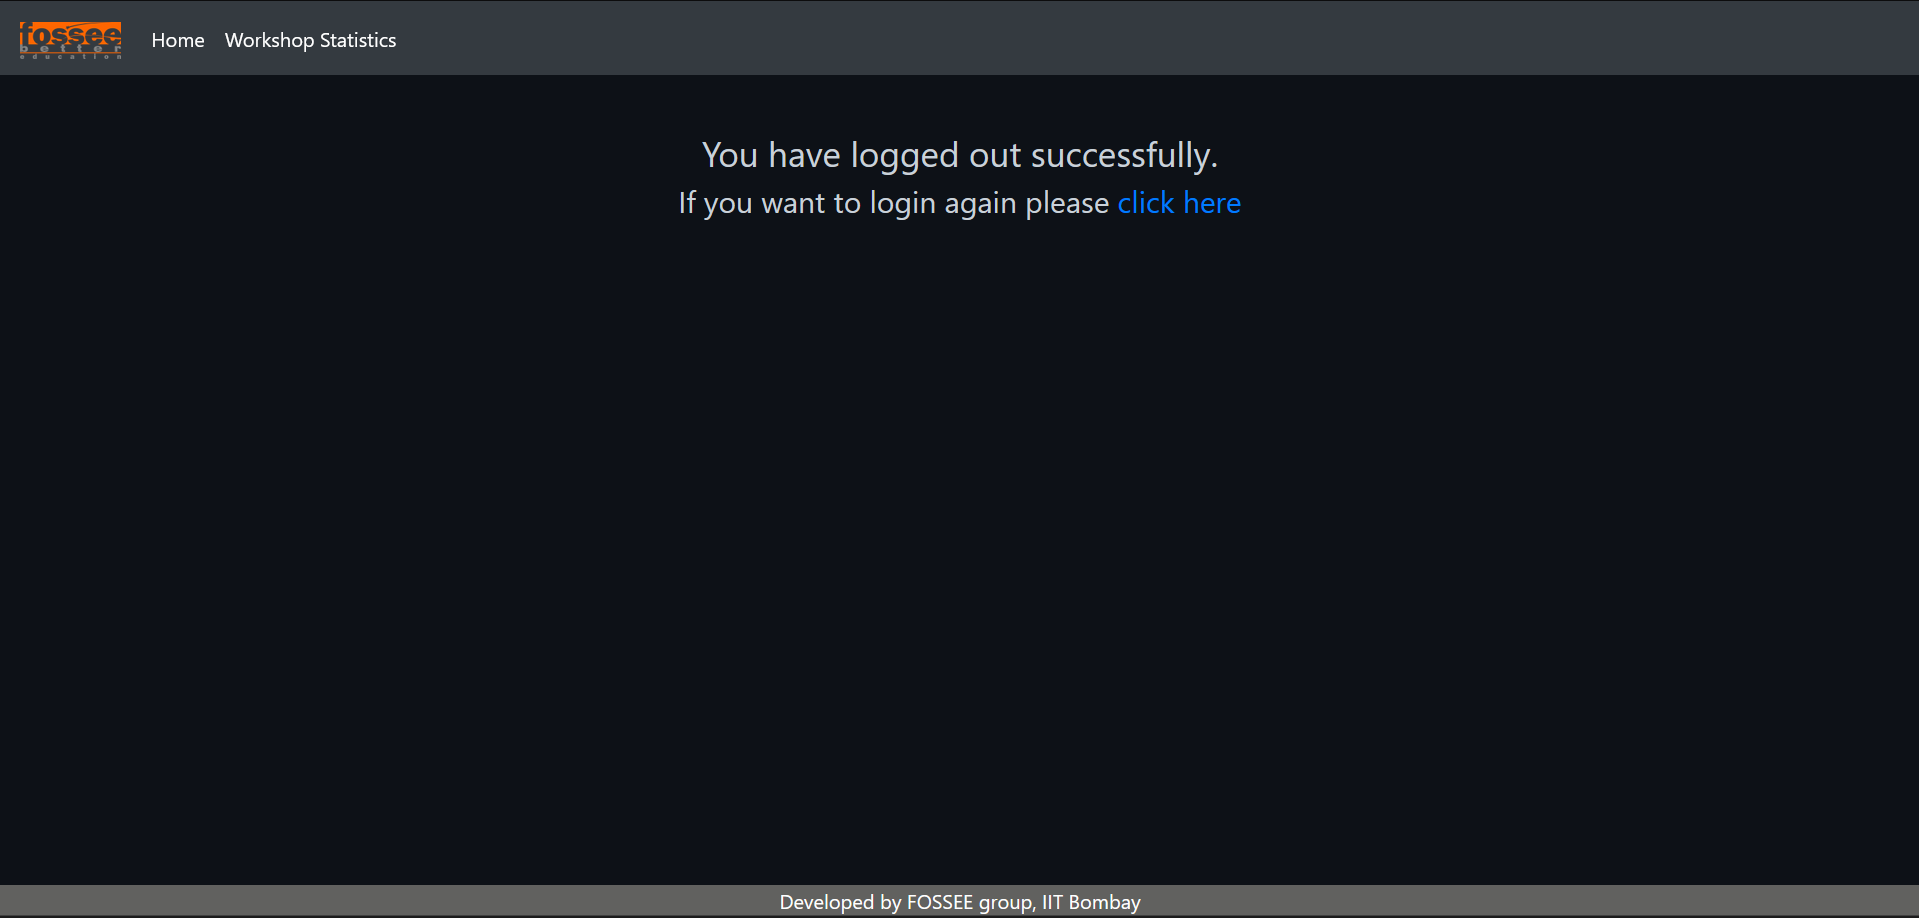 fossee
better
education
Home Workshop Statistics
You have logged out successfully.
If you want to login again please click here
Developed by FOSSEE group, IIT Bombay